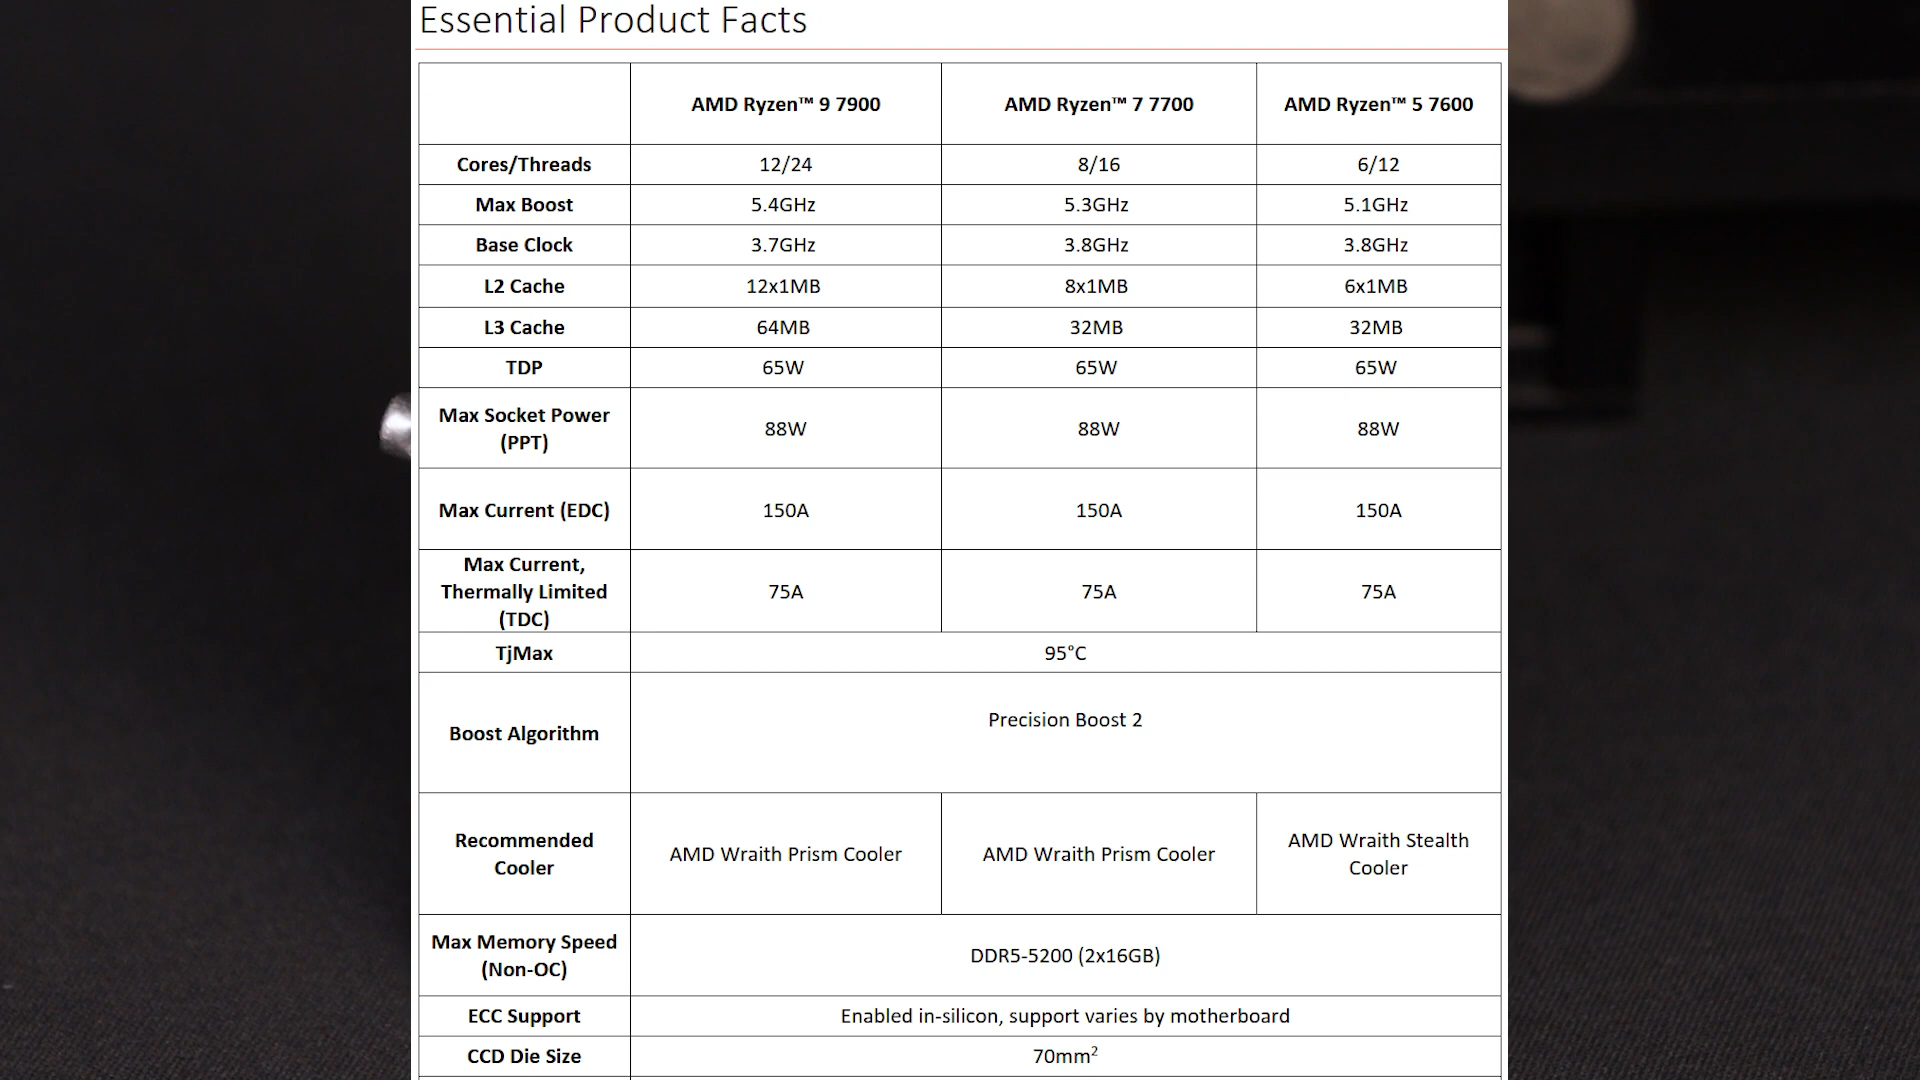 Essential Product Facts
AMD Ryzen™ 9 7900 AMD Ryzen™ 7 7700 AMD Ryzen™ 5 7600
Cores/Threads 12/24 8/16 6/12
Max Boost 5.4GHz 5.3GHz 5.1GHz
Base Clock 3.7GHz 3.8GHz 3.8GHz
L2 Cache 12x1MB 8x1MB 6x1MB
L3 Cache 64MB 32MB 32MB
TDP 65W 65W 65W
Max Socket Power
(PPT) 88W 88W 88W
Max Current (EDC) 150A 150A 150A
Max Current,
Thermally Limited
(TDC) 75A 75A 75A
TjMax 95°C
Boost Algorithm Precision Boost 2
Recommended
Cooler AMD Wraith Prism Cooler AMD Wraith Prism Cooler AMD Wraith Stealth
Cooler
Max Memory Speed
(Non-OC) DDR5-5200 (2x16GB)
ECC Support Enabled in-silicon, support varies by motherboard
CCD Die Size 70mm²